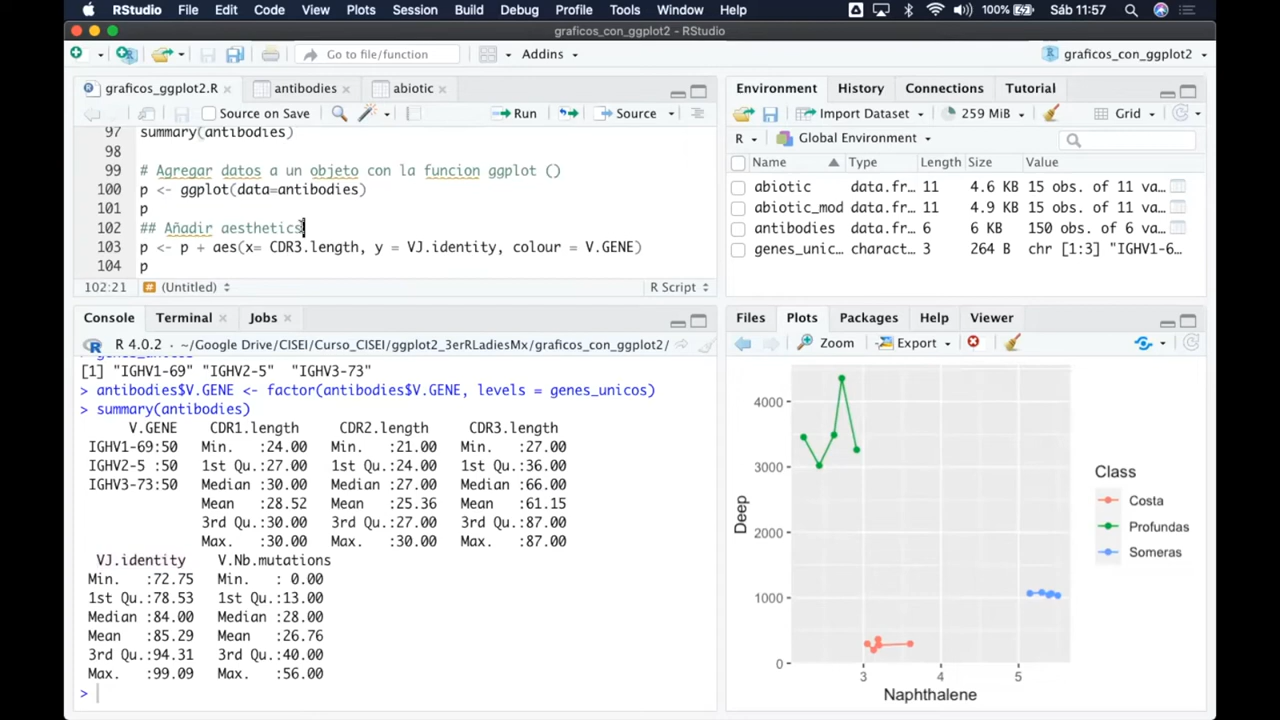 RStudio File Edit Code View Plots Session Build Debug Profile Tools Window Help 100% Sáb 11:57
graficos_con_ggplot2 - RStudio
Go to file/function Addins graficos_con_ggplot2
graficos_ggplot2.R antibodies abiotic
Source on Save Run Source
97 summary(antibodies)
98
99 # Agregar datos a un objeto con la funcion ggplot ()
100 p <- ggplot(data=antibodies)
101 p
102 ## Añadir aesthetics
103 p <- p + aes(x= CDR3.length, y = VJ.identity, colour = V.GENE)
104 p
102:21 # (Untitled) R Script
Console Terminal Jobs
R R 4.0.2 . ~/Google Drive/CISEI/Curso_CISEI/ggplot2_3erRLadiesMx/graficos_con_ggplot2/
[1] "IGHV1-69" "IGHV2-5" "IGHV3-73"
> antibodies$V.GENE <- factor(antibodies$V.GENE, levels = genes_unicos)
> summary(antibodies)
V.GENE CDR1.length CDR2.length CDR3.length
IGHV1-69:50 Min. :24.00 Min. :21.00 Min. :27.00
IGHV2-5 :50 1st Qu.:27.00 1st Qu.:24.00 1st Qu.:36.00
IGHV3-73:50 Median :30.00 Median :27.00 Median :66.00
Mean :28.52 Mean :25.36 Mean :61.15
3rd Qu.:30.00 3rd Qu.:27.00 3rd Qu.:87.00
Max. :30.00 Max. :30.00 Max. :87.00
VJ.identity V.Nb.mutations
Min. :72.75 Min. : 0.00
1st Qu.:78.53 1st Qu.:13.00
Median :84.00 Median :28.00
Mean :85.29 Mean :26.76
3rd Qu.:94.31 3rd Qu.:40.00
Max. :99.09 Max. :56.00
>
Environment History Connections Tutorial
Import Dataset 259 MiB Grid
R Global Environment
Name Type Length Size Value
abiotic data.fr… 11 4.6 KB 15 obs. of 11 va…
abiotic_mod data.fr… 11 4.9 KB 15 obs. of 11 va…
antibodies data.fr… 6 6 KB 150 obs. of 6 va…
genes_unic… charact… 3 264 B chr [1:3] "IGHV1-6…
Files Plots Packages Help Viewer
Zoom Export
4000
3000
2000
1000
0
Deep
3 4 5
Naphthalene
Class
Costa
Profundas
Someras